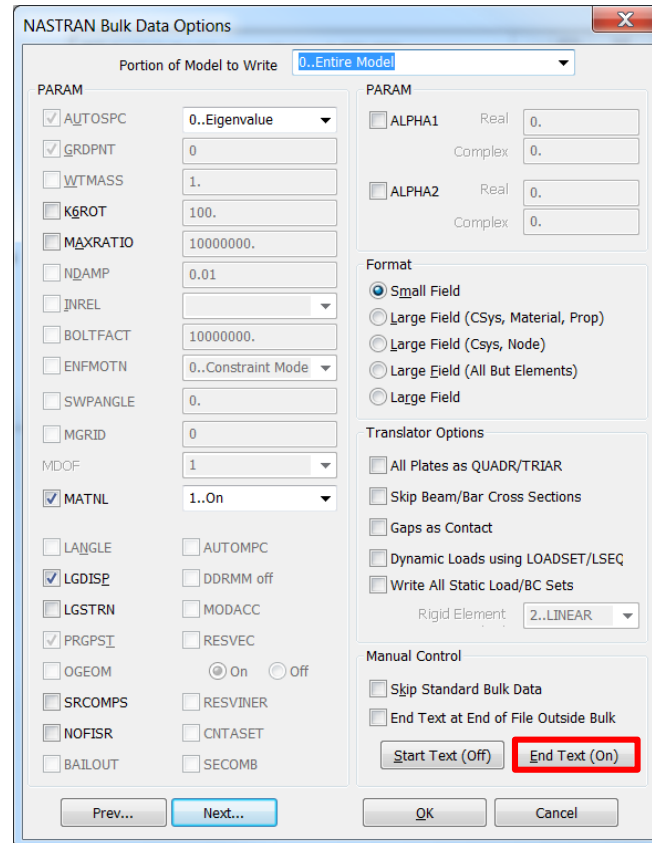 NASTRAN Bulk Data Options
X
Portion of Model to Write 0..Entire Model
PARAM
AUTOSPC 0..Eigenvalue
GRDPNT 0
WTMASS 1.
K6ROT 100.
MAXRATIO 10000000.
NDAMP 0.01
INREL
BOLTFACT 10000000.
ENFMOTN 0..Constraint Mode
SWPANGLE 0.
MGRID 0
MDOF 1
MATNL 1..On
LANGLE AUTOMPC
LGDISP DDRMM off
LGSTRN MODACC
PRGPST RESVEC
OGEOM On Off
SRCOMPS RESVINER
NOFISR CNTASET
BAILOUT SECOMB
PARAM
ALPHA1 Real 0.
Complex 0.
ALPHA2 Real 0.
Complex 0.
Format
Small Field
Large Field (CSys, Material, Prop)
Large Field (Csys, Node)
Large Field (All But Elements)
Large Field
Translator Options
All Plates as QUADR/TRIAR
Skip Beam/Bar Cross Sections
Gaps as Contact
Dynamic Loads using LOADSET/LSEQ
Write All Static Load/BC Sets
Rigid Element 2..LINEAR
Manual Control
Skip Standard Bulk Data
End Text at End of File Outside Bulk
Start Text (Off) End Text (On)
Prev... Next... OK Cancel